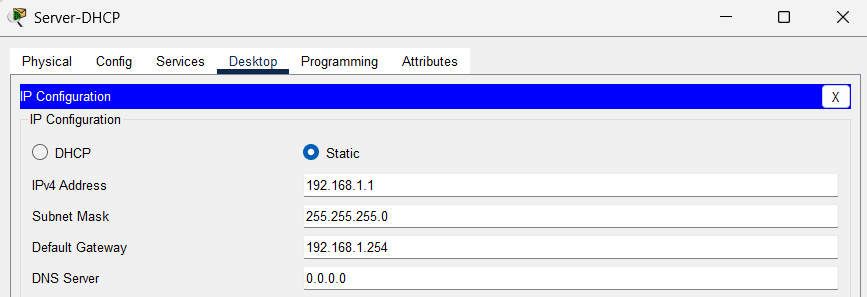 Server-DHCP
Physical Config Services Desktop Programming Attributes
IP Configuration X
IP Configuration
DHCP Static
IPv4 Address 192.168.1.1
Subnet Mask 255.255.255.0
Default Gateway 192.168.1.254
DNS Server 0.0.0.0